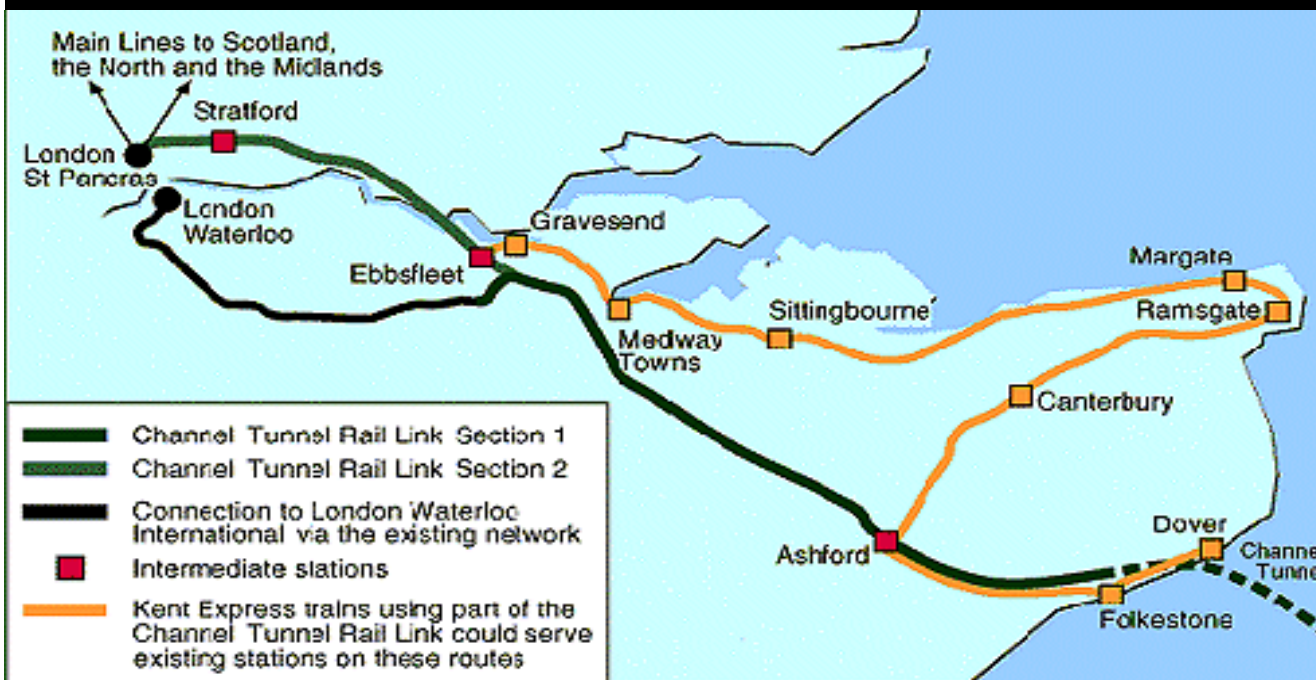 Main Lines to Scotland,
the North and the Midlands
Stratford
London
St Pancras
London
Waterloo
Gravesend
Ebbsfleet
Margate
Sittingbourne
Ramsgate
Medway
Towns
Canterbury
Channel Tunnel Rail Link Section 1
Channel Tunnel Rail Link Section 2
Connection to London Waterloo
International via the existing network
Dover
Ashford
Channe
Tunne
Intermediate stations
Folkestone
Kent Express trains using part of the
Channel Tunnel Rail Link could serve
existing stations on these routes